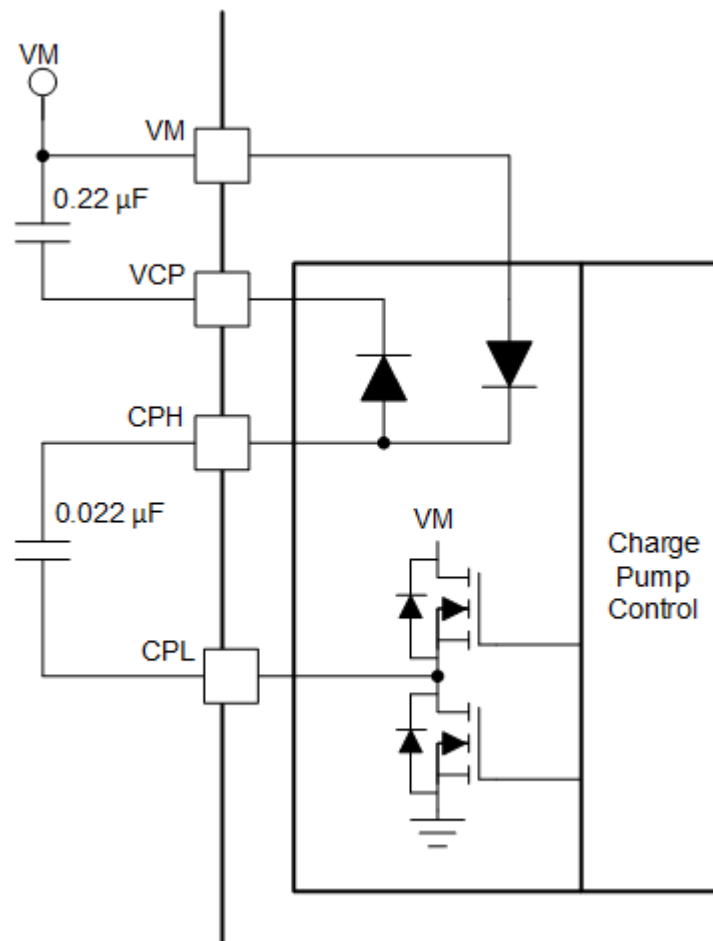 VM
VM
0.22 µF
VCP
CPH
0.022 µF
VM
Charge
Pump
Control
CPL